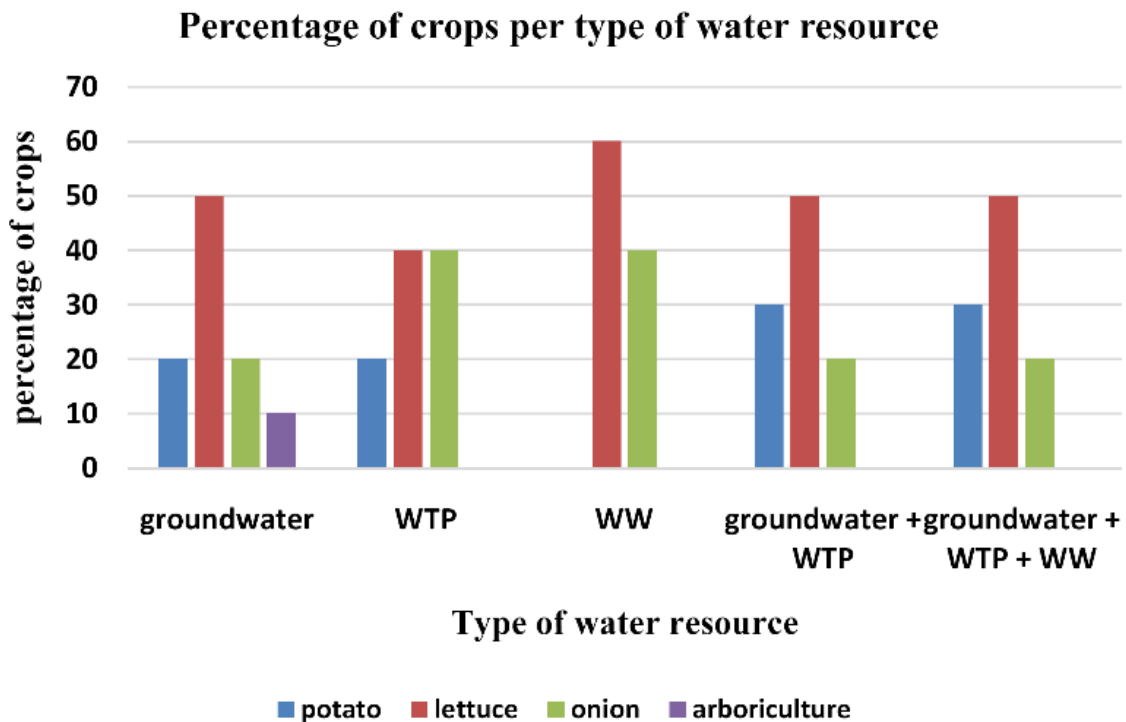 Percentage of crops per type of water resource
percentage of crops
70
60
50
40
30
20
10
0
groundwater
WTP
WW
groundwater +
WTP
groundwater +
WTP + WW
Type of water resource
potato lettuce onion arboriculture